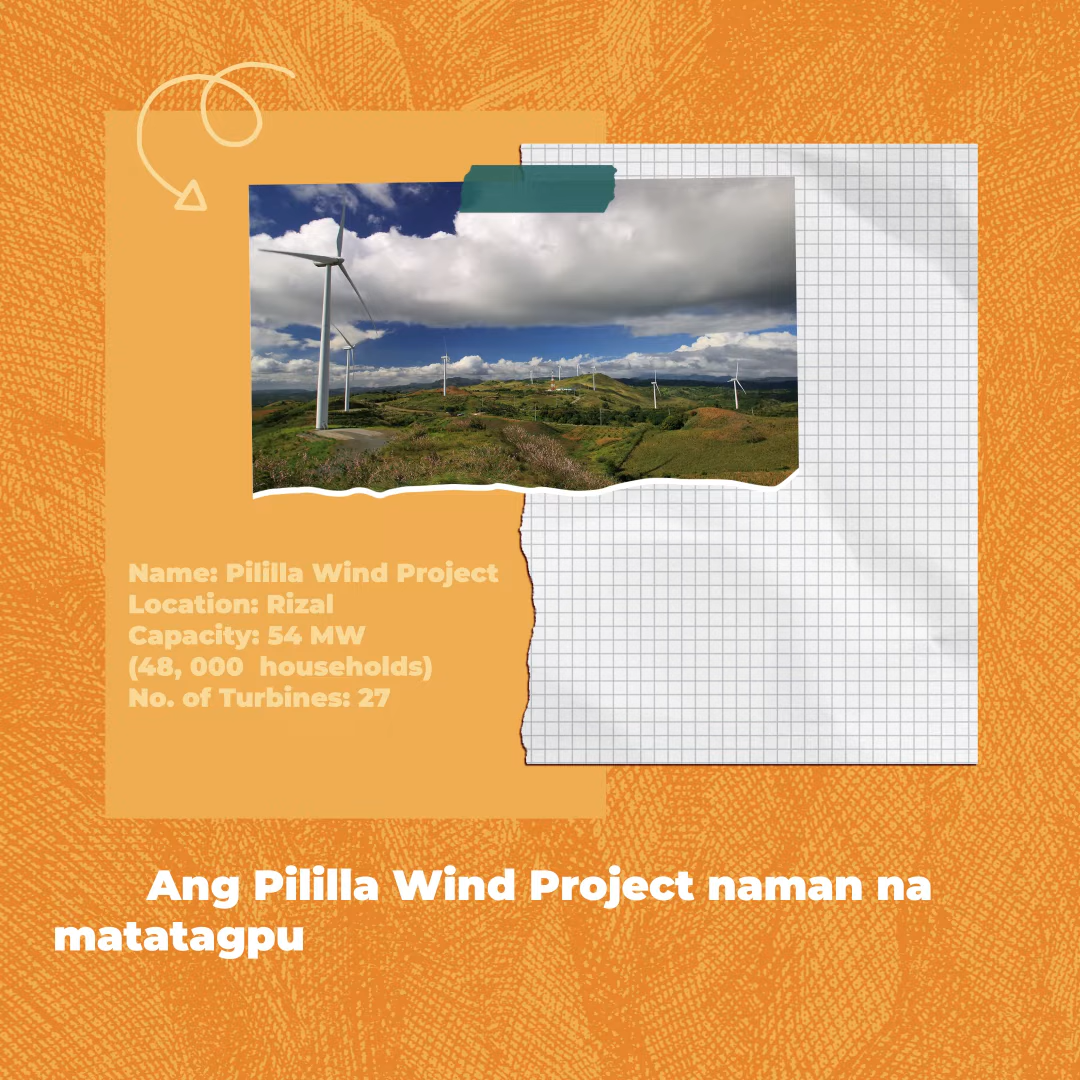 Name: Pililla Wind Project
Location: Rizal
Capacity: 54 MW
(48, 000 households)
No. of Turbines: 27
Ang Pililla Wind Project naman na
matatagpu